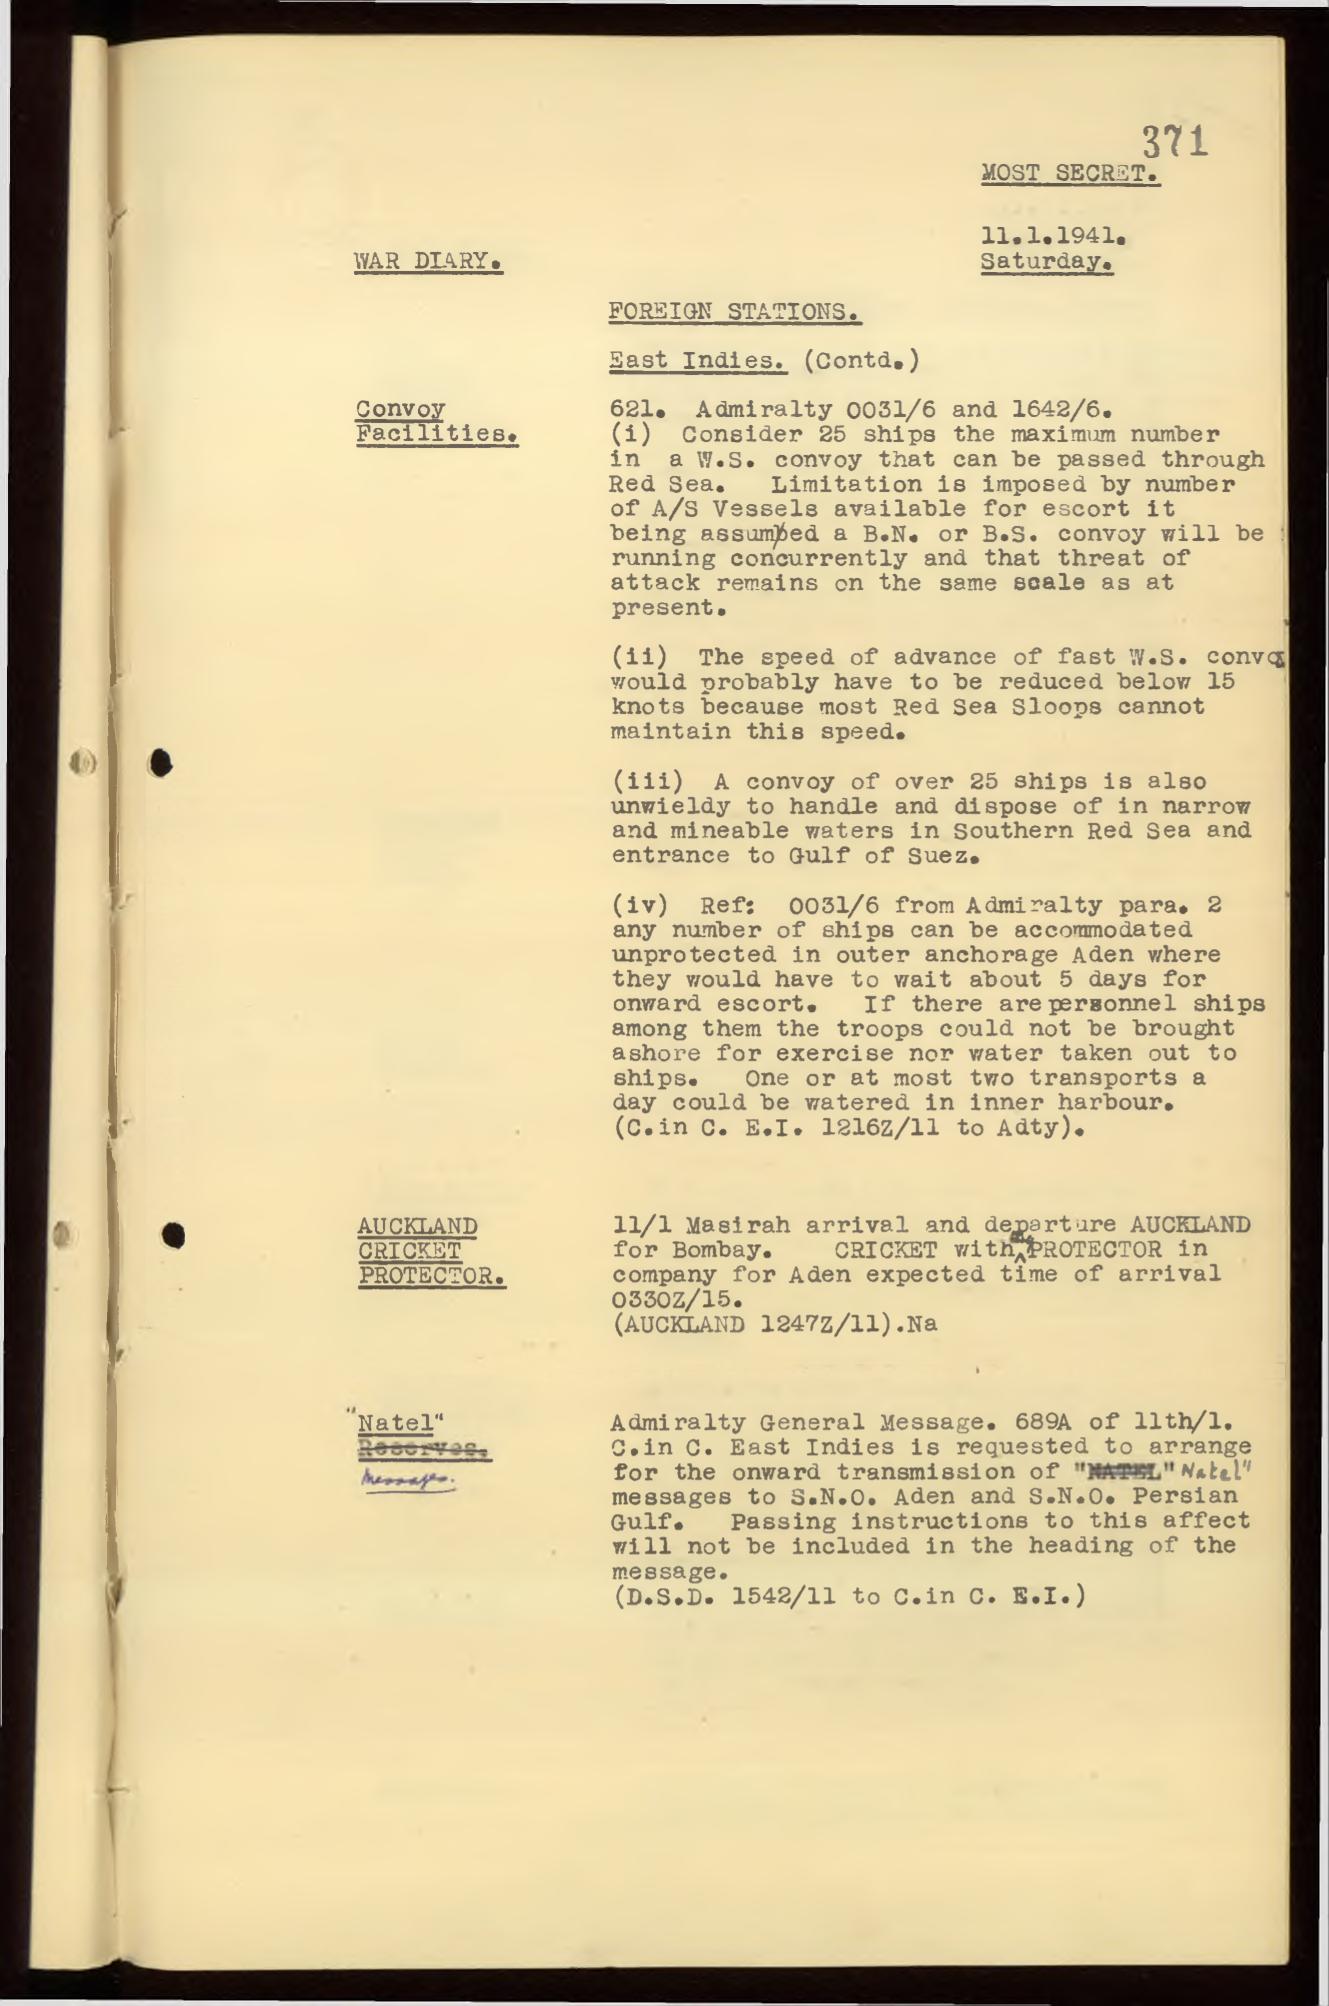 371
MOST SECRET.
11.1.1941.
WAR DIARY.
Saturday.
FOREIGN STATIONS.
East Indies. (Contd.)
Convoy
Facilities.
621. Admiralty 0031/6 and 1642/6.
(i) Consider 25 ships the maximum number
in a W.S. convoy that can be passed through
Red Sea. Limitation is imposed by number
of A/S Vessels available for escort it
being assumed a B.N. or B.S. convoy will be
running concurrently and that threat of
attack remains on the same scale as at
present.
(ii) The speed of advance of fast W.S. convoy
would probably have to be reduced below 15
knots because most Red Sea Sloops cannot
maintain this speed.
(iii) A convoy of over 25 ships is also
unwieldy to handle and dispose of in narrow
and mineable waters in Southern Red Sea and
entrance to Gulf of Suez.
(iv) Ref: 0031/6 from Admiralty para. 2
any number of ships can be accommodated
unprotected in outer anchorage Aden where
they would have to wait about 5 days for
onward escort. If there are personnel ships
among them the troops could not be brought
ashore for exercise nor water taken out to
ships. One or at most two transports a
day could be watered in inner harbour.
(C.in C. E.I. 1216Z/11 to Adty).
AUCKLAND
CRICKET
PROTECTOR.
11/1 Masirah arrival and departure AUCKLAND
for Bombay. CRICKET with PROTECTOR in
company for Aden expected time of arrival
0330Z/15.
(AUCKLAND 1247Z/11).Na
"Natel"
Reserves.
Messages.
Admiralty General Message. 689A of 11th/1.
C.in C. East Indies is requested to arrange
for the onward transmission of "NATEL" Natel"
messages to S.N.O. Aden and S.N.O. Persian
Gulf. Passing instructions to this affect
will not be included in the heading of the
message.
(D.S.D. 1542/11 to C.in C. E.I.)